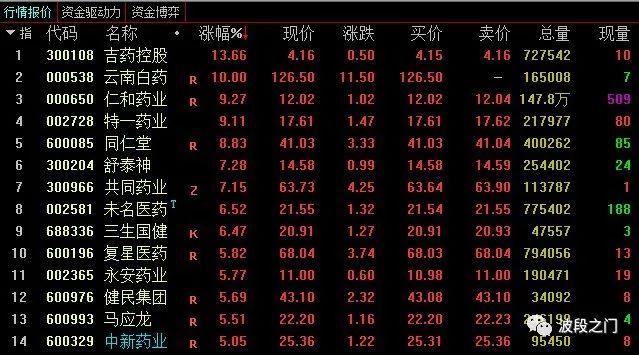 行情报价 资金驱动力 资金博弈
▼指 代码 名称 • 涨幅%↓ 现价 涨跌 买价 卖价 总量 现量
1 300108 吉药控股 13.66 4.16 0.50 4.15 4.16 727542 10
2 000538 云南白药 R 10.00 126.50 11.50 126.50 – 165008 7
3 000650 仁和药业 R 9.27 12.02 1.02 12.02 12.04 147.8万 509
4 002728 特一药业 9.11 17.61 1.47 17.62 17.62 217977 80
5 600085 同仁堂 R 8.83 41.03 3.33 41.03 41.04 400262 85
6 300204 舒泰神 7.28 14.58 0.99 14.58 14.59 254402 24
7 300966 共同药业 Z 7.15 63.73 4.25 63.64 63.90 113787 1
8 002581 未名医药 T 6.52 21.55 1.32 21.54 21.55 775402 188
9 688336 三生国健 K 6.47 20.91 1.27 20.91 20.93 47557 3
10 600196 复星医药 R 5.82 68.04 3.74 68.03 68.04 794056 13
11 002365 永安药业 5.77 11.00 0.60 10.98 11.00 190471 19
12 600976 健民集团 R 5.69 43.10 2.32 43.10 43.10 34092 8
13 600993 马应龙 R 5.51 22.20 1.16 22.20 22.23 4
14 600329 中新药业 R 5.05 25.36 1.22 25.31 25.36 95450 8
波段之门